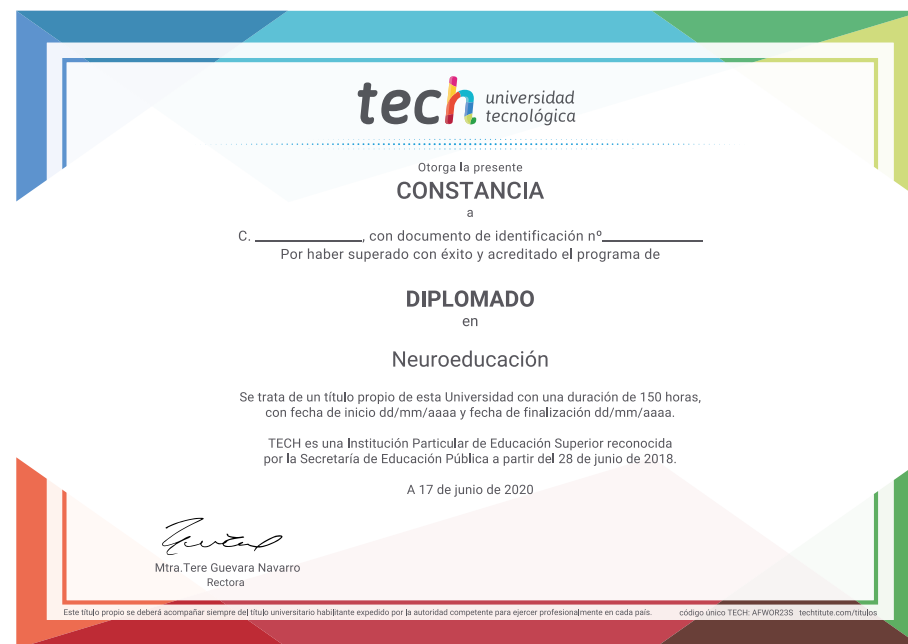 tech universidad
tecnológica
Otorga la presente
CONSTANCIA
a
C. ______________, con documento de identificación nº_____________
Por haber superado con éxito y acreditado el programa de
DIPLOMADO
en
Neuroeducación
Se trata de un título propio de esta Universidad con una duración de 150 horas,
con fecha de inicio dd/mm/aaaa y fecha de finalización dd/mm/aaaa.
TECH es una Institución Particular de Educación Superior reconocida
por la Secretaría de Educación Pública a partir del 28 de junio de 2018.
A 17 de junio de 2020
Mtra.Tere Guevara Navarro
Rectora
Este título propio se deberá acompañar siempre del título universitario habilitante expedido por la autoridad competente para ejercer profesionalmente en cada país. código único TECH: AFWOR23S techtitute.com/titulos